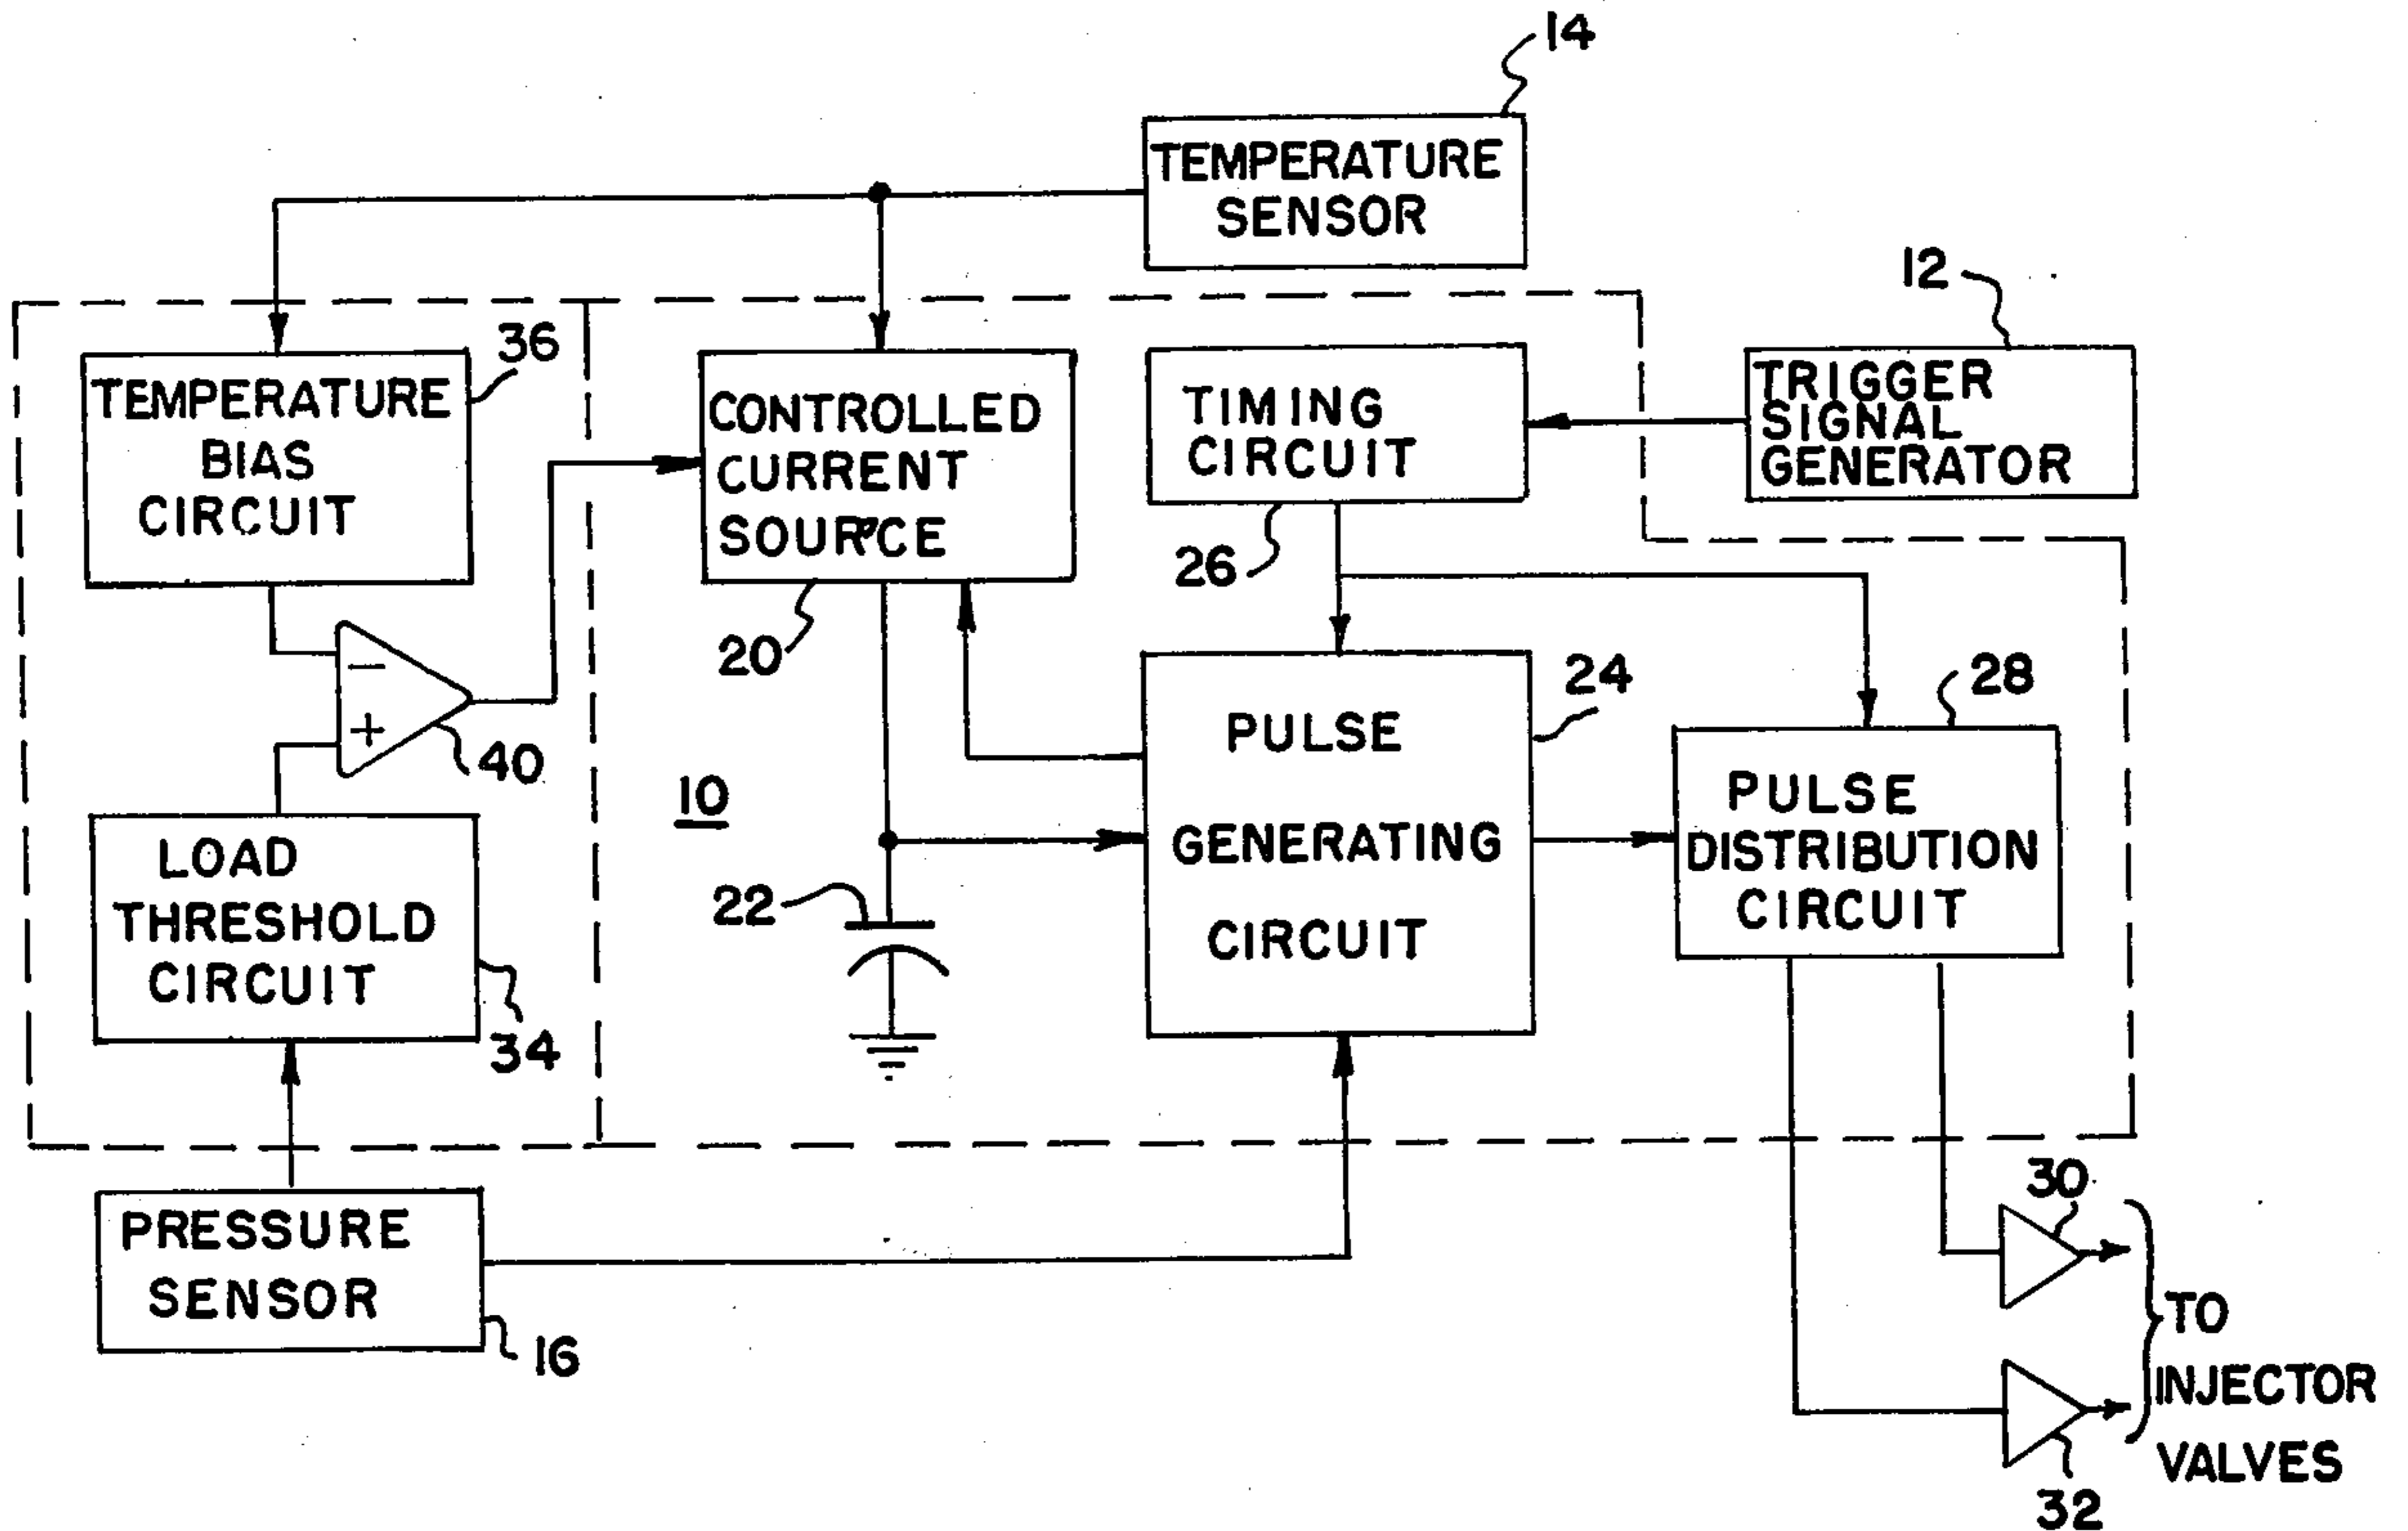 14
TEMPERATURE
SENSOR
12
36
TEMPERATURE
BIAS
CIRCUIT
CONTROLLED
CURRENT
SOURCE
TIMING
CIRCUIT
TRIGGER
SIGNAL
GENERATOR
26
20
−
+
40
24
28
PULSE
GENERATING
CIRCUIT
PULSE
DISTRIBUTION
CIRCUIT
10
22
LOAD
THRESHOLD
CIRCUIT
34
PRESSURE
SENSOR
16
30
32
TO
INJECTOR
VALVES